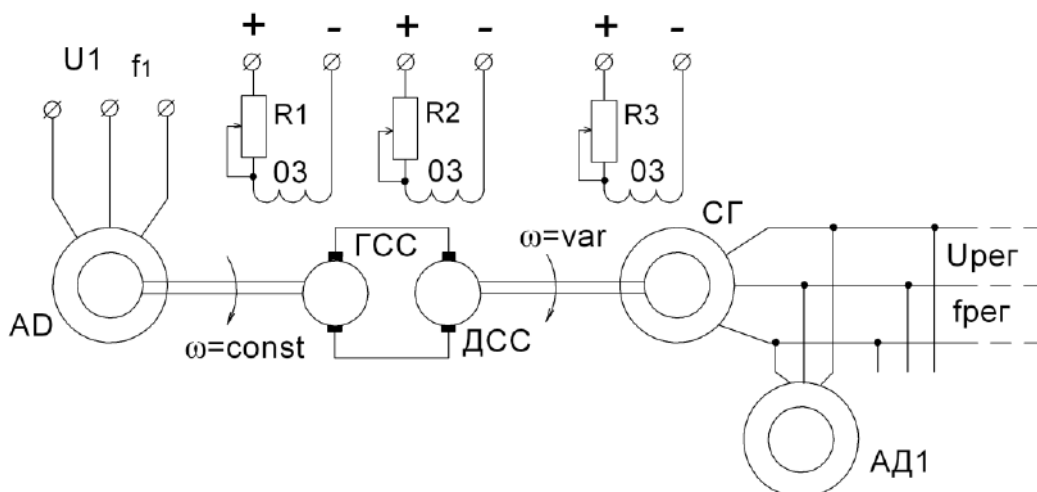 + - + - + -
U1 f1
R1 R2 R3
03 03 03
СГ
ГСС ω=var
Uрег
AD
fрег
ω=const ДСС
АД1